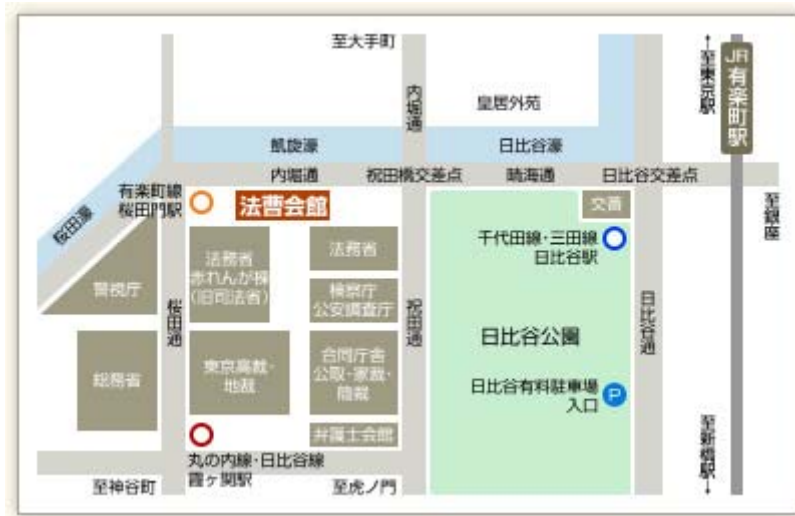 至大手町
内堀通
皇居外苑
←至東京駅
JR有楽町駅
凱旋濠
日比谷濠
内堀通
祝田橋交差点
晴海通
日比谷交差点
至銀座
桜田濠
有楽町線
桜田門駅
法曹会館
交番
千代田線・三田線
日比谷駅
法務省
赤れんが棟
(旧司法省)
法務省
検察庁
公安調査庁
警視庁
桜田通
祝田通
日比谷通
日比谷公園
総務省
東京高裁・
地裁
合同庁舎
公取・家裁・
簡裁
日比谷有料駐車場
入口
P
弁護士会館
丸の内線・日比谷線
霞ヶ関駅
至神谷町
至虎ノ門
至新橋駅→